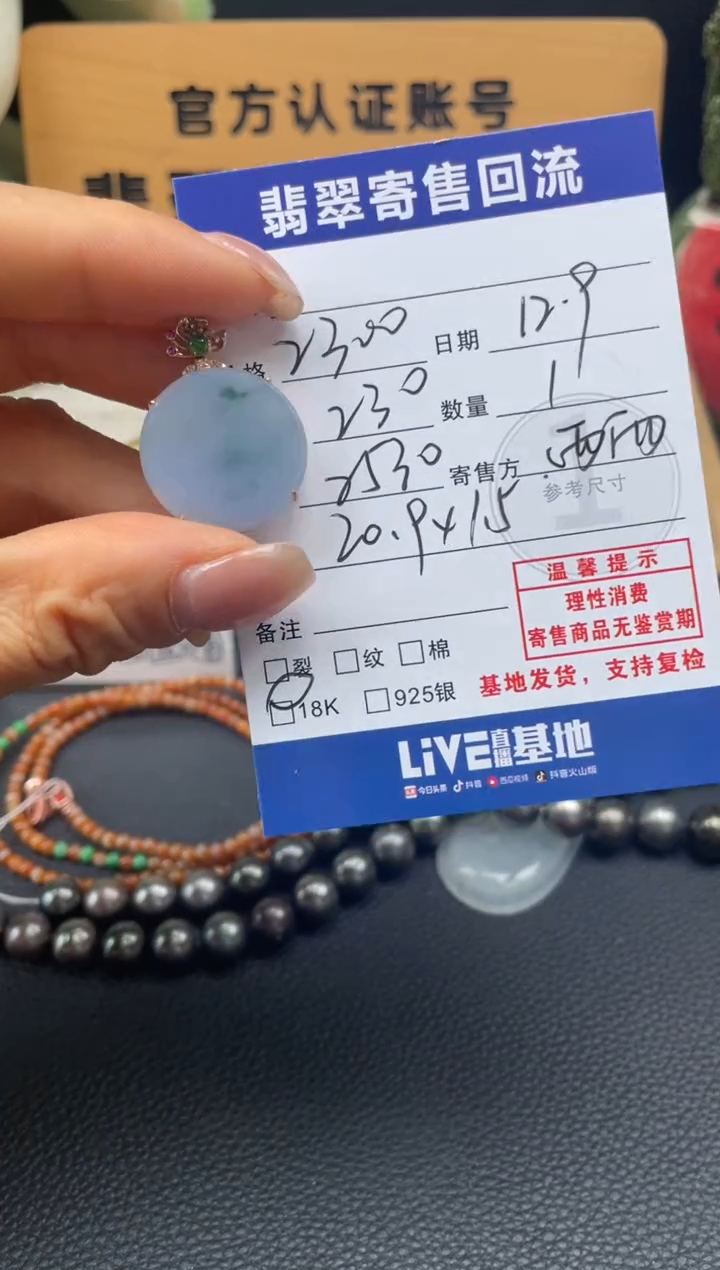 官方认证账号
翡
翡翠寄售回流
格 2300 日期 12.9
230 数量 1
2530 寄售方
参考尺寸
20.9×1.5
温馨提示
理性消费
寄售商品无鉴赏期
备注
裂 纹 棉
18K 925银
基地发货，支持复检
LiVE直播基地
今日头条 抖音 西瓜视频 抖音火山版